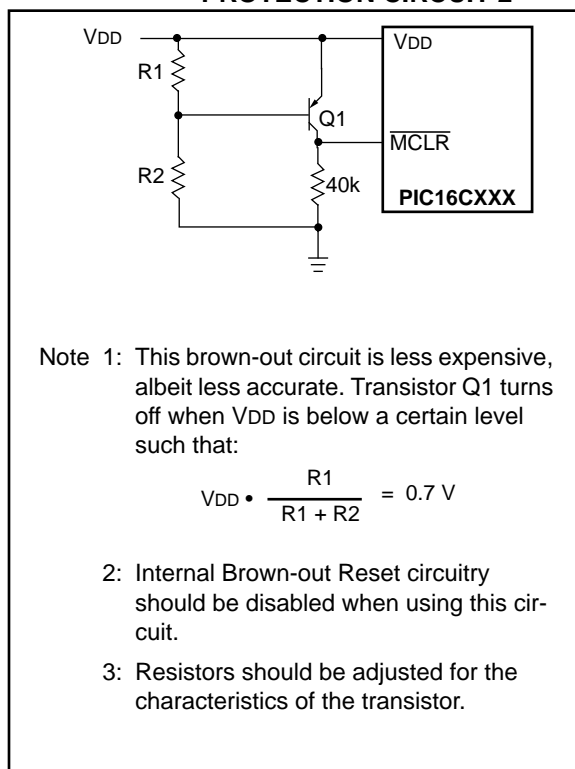 PROTECTION CIRCUIT 2
VDD
VDD
R1
Q1
MCLR
R2
40k
PIC16CXXX
Note 1: This brown-out circuit is less expensive,
albeit less accurate. Transistor Q1 turns
off when VDD is below a certain level
such that:
VDD • R1 / R1 + R2 = 0.7 V
2: Internal Brown-out Reset circuitry
should be disabled when using this cir-
cuit.
3: Resistors should be adjusted for the
characteristics of the transistor.